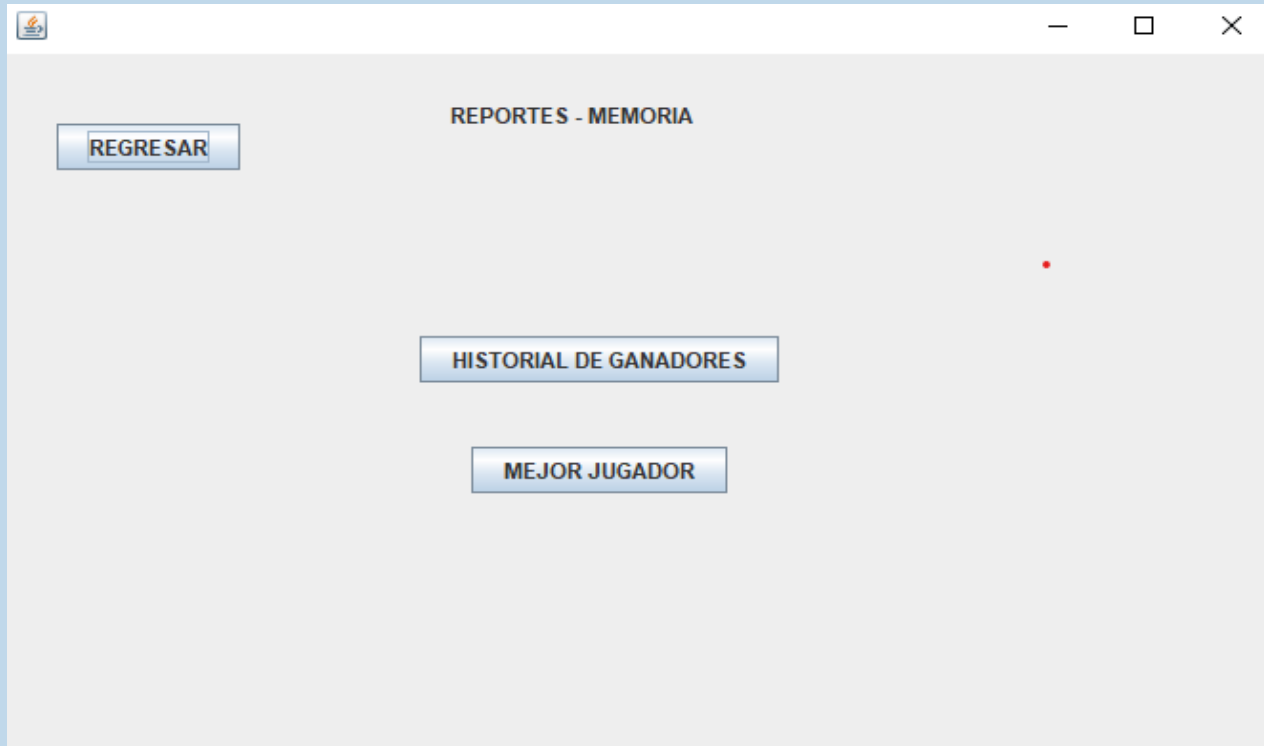 REPORTES - MEMORIA
REGRESAR
HISTORIAL DE GANADORES
MEJOR JUGADOR